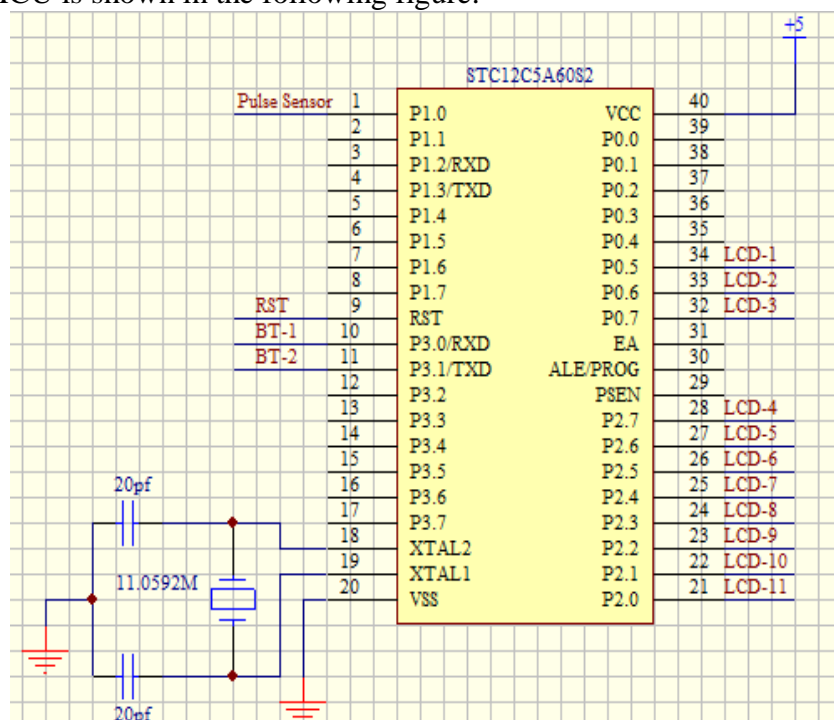 MCU is shown in the following figure:
+5
STC12C5A60S2
Pulse Sensor 1 P1.0 VCC 40
2 P1.1 P0.0 39
3 P1.2/RXD P0.1 38
4 P1.3/TXD P0.2 37
5 P1.4 P0.3 36
6 P1.5 P0.4 35
7 P1.6 P0.5 34 LCD-1
8 P1.7 P0.6 33 LCD-2
RST 9 RST P0.7 32 LCD-3
BT-1 10 P3.0/RXD EA 31
BT-2 11 P3.1/TXD ALE/PROG 30
12 P3.2 PSEN 29
13 P3.3 P2.7 28 LCD-4
14 P3.4 P2.6 27 LCD-5
15 P3.5 P2.5 26 LCD-6
16 P3.6 P2.4 25 LCD-7
17 P3.7 P2.3 24 LCD-8
18 XTAL2 P2.2 23 LCD-9
19 XTAL1 P2.1 22 LCD-10
20 VSS P2.0 21 LCD-11
20pf
11.0592M
20pf